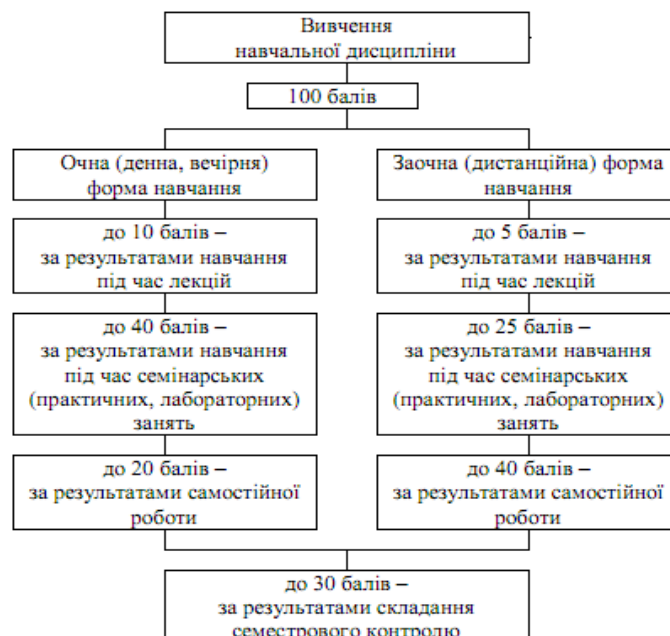 Вивчення
навчальної дисципліни
100 балів
Очна (денна, вечірня)
форма навчання
Заочна (дистанційна) форма
навчання
до 10 балів –
за результатами навчання
під час лекцій
до 5 балів –
за результатами навчання
під час лекцій
до 40 балів –
за результатами навчання
під час семінарських
(практичних, лабораторних)
занять
до 25 балів –
за результатами навчання
під час семінарських
(практичних, лабораторних)
занять
до 20 балів –
за результатами самостійної
роботи
до 40 балів –
за результатами самостійної
роботи
до 30 балів –
за результатами складання
семестрового контролю